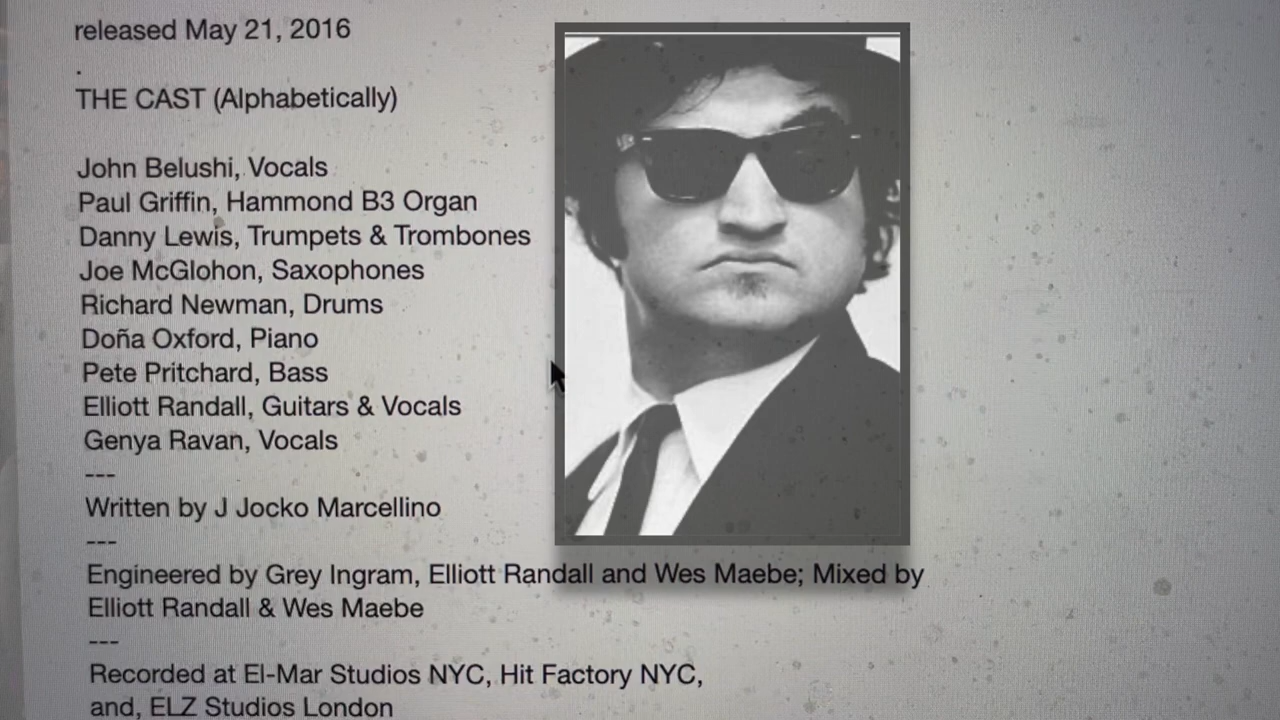 released May 21, 2016
.
THE CAST (Alphabetically)
John Belushi, Vocals
Paul Griffin, Hammond B3 Organ
Danny Lewis, Trumpets & Trombones
Joe McGlohon, Saxophones
Richard Newman, Drums
Doña Oxford, Piano
Pete Pritchard, Bass
Elliott Randall, Guitars & Vocals
Genya Ravan, Vocals
---
Written by J Jocko Marcellino
---
Engineered by Grey Ingram, Elliott Randall and Wes Maebe; Mixed by
Elliott Randall & Wes Maebe
---
Recorded at El-Mar Studios NYC, Hit Factory NYC,
and, ELZ Studios London